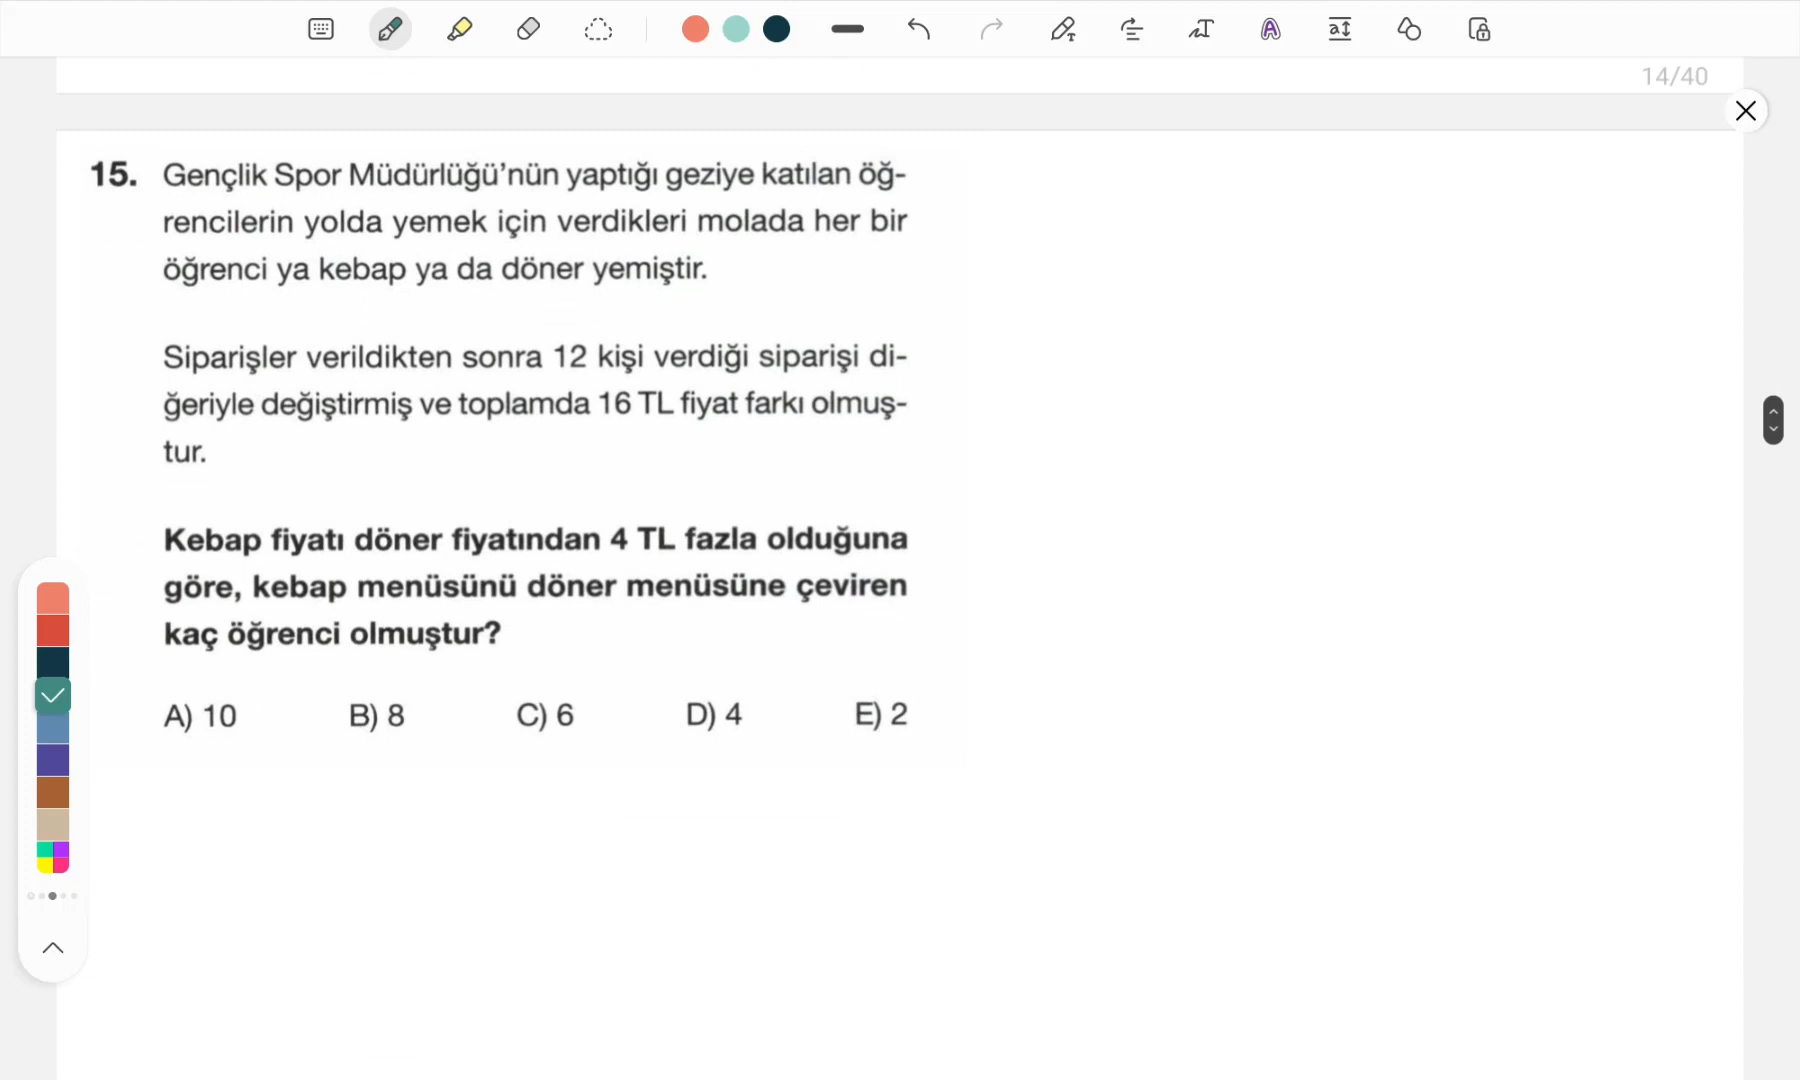 14/40
15. Gençlik Spor Müdürlüğü’nün yaptığı geziye katılan öğ-
rencilerin yolda yemek için verdikleri molada her bir
öğrenci ya kebap ya da döner yemiştir.
Siparişler verildikten sonra 12 kişi verdiği siparişi di-
ğeriyle değiştirmiş ve toplamda 16 TL fiyat farkı olmuş-
tur.
Kebap fiyatı döner fiyatından 4 TL fazla olduğuna
göre, kebap menüsünü döner menüsüne çeviren
kaç öğrenci olmuştur?
A) 10 B) 8 C) 6 D) 4 E) 2